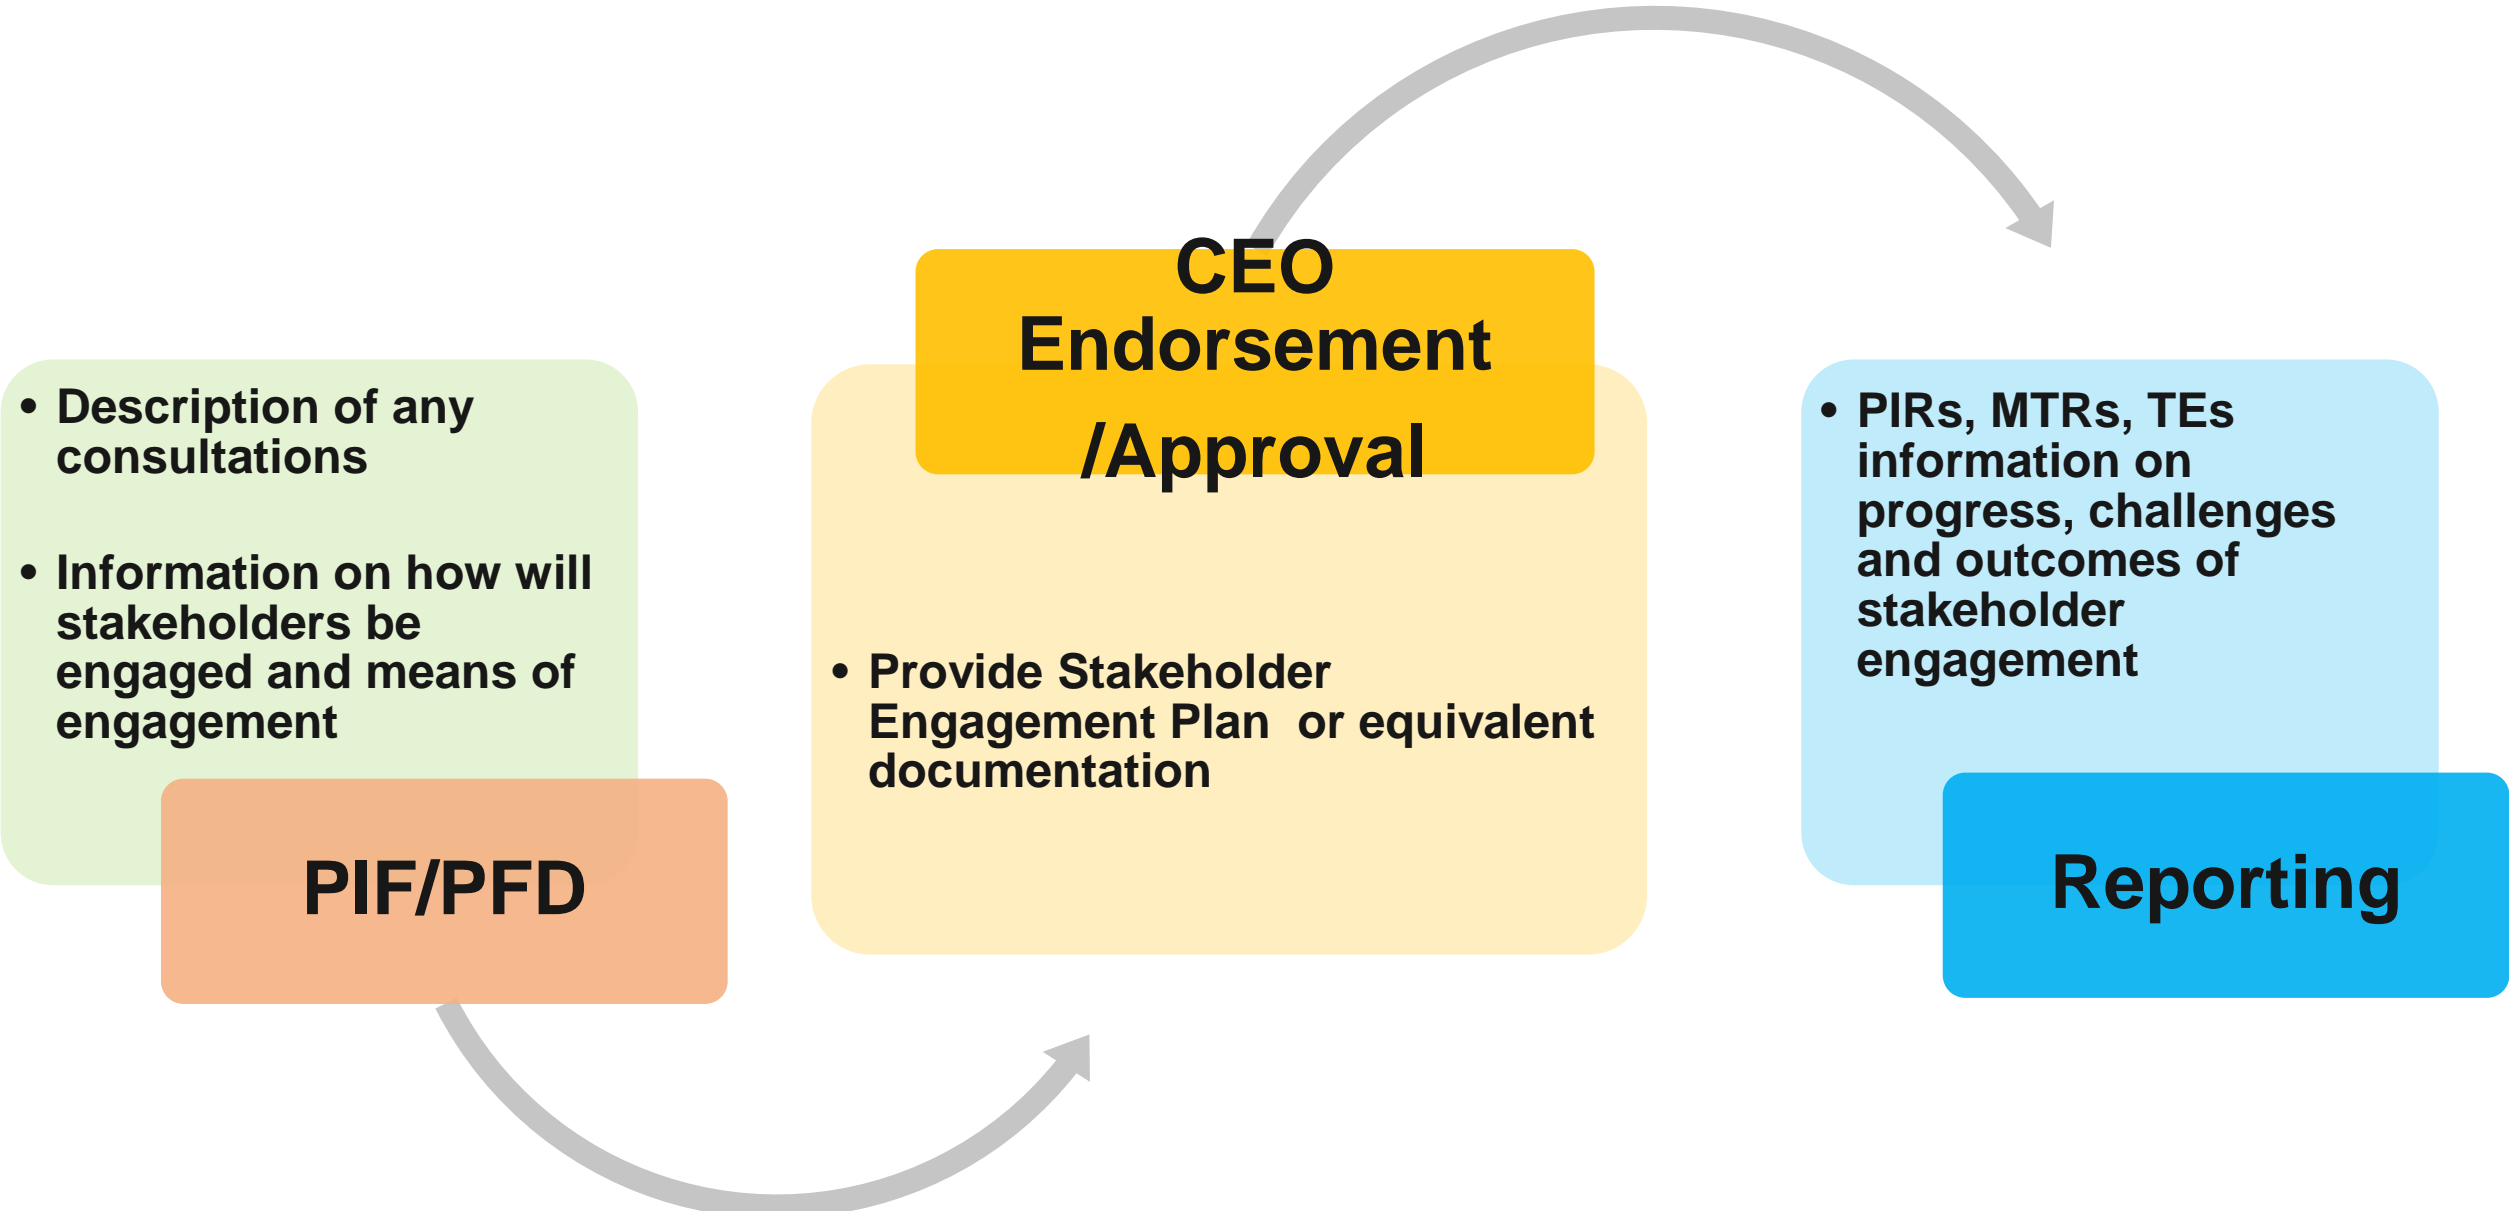 • Description of any
consultations
• Information on how will
stakeholders be
engaged and means of
engagement
PIF/PFD
CEO
Endorsement
/Approval
• Provide Stakeholder
Engagement Plan  or equivalent
documentation
• PIRs, MTRs, TEs
information on
progress, challenges
and outcomes of
stakeholder
engagement
Reporting